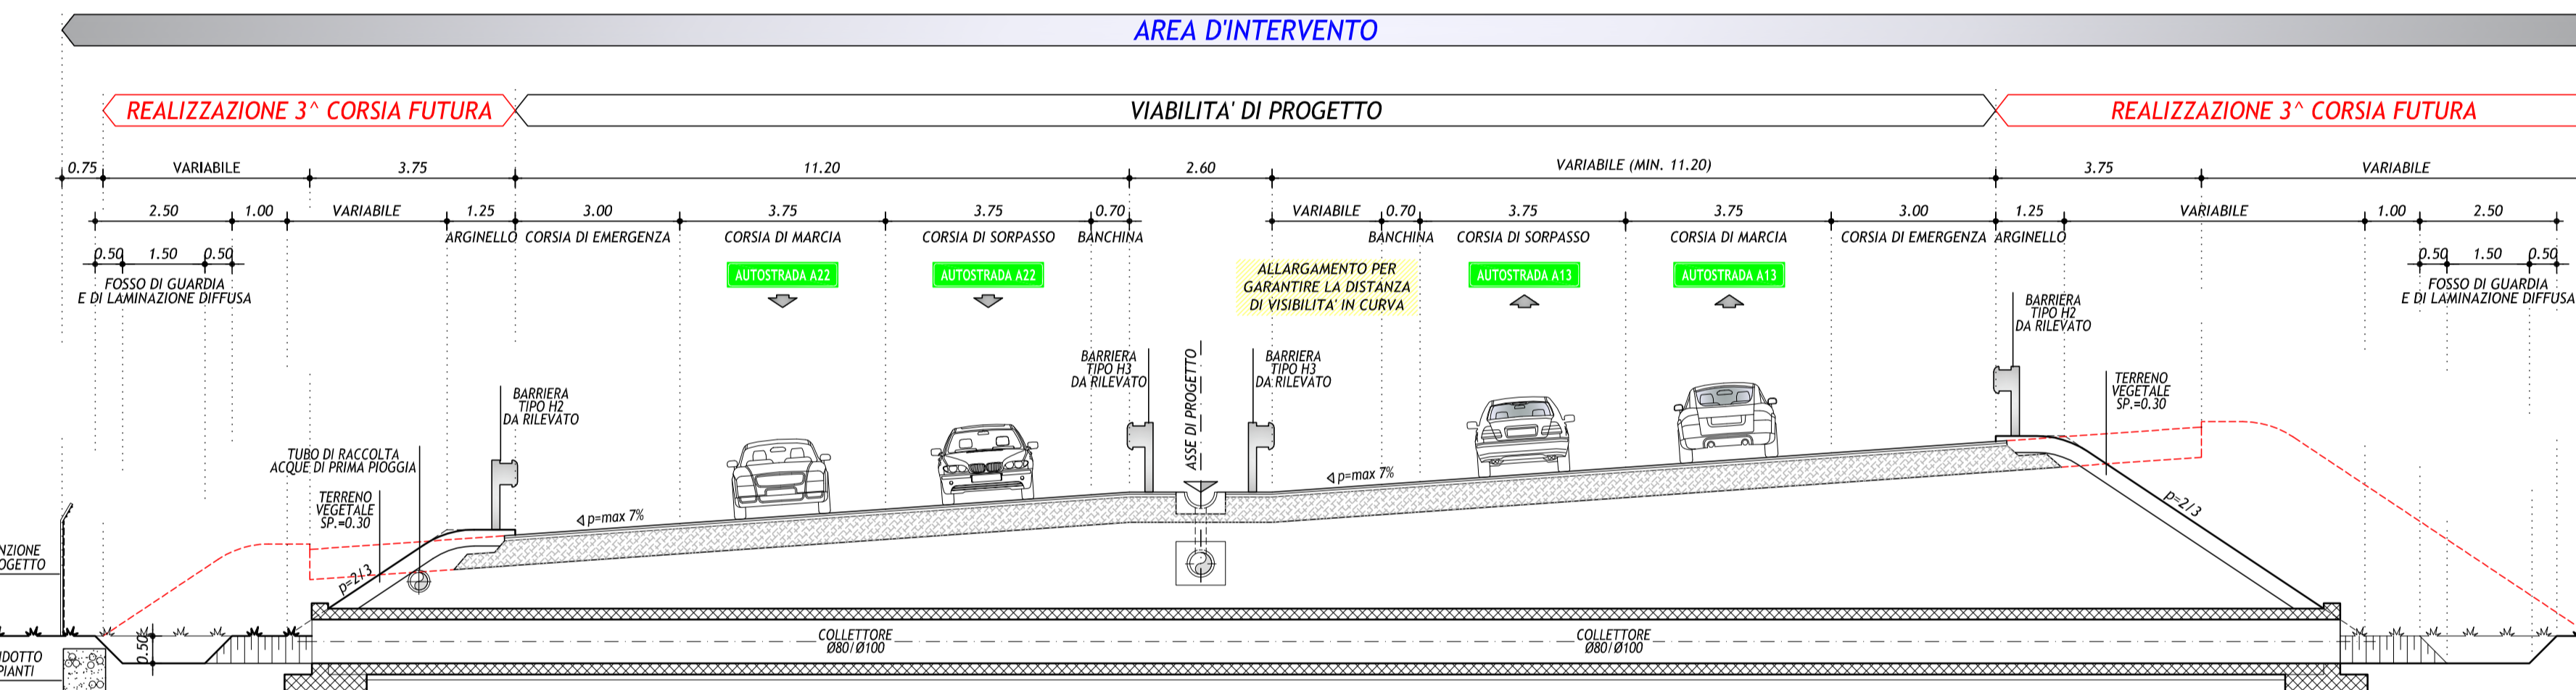 AREA D'INTERVENTO
REALIZZAZIONE 3^ CORSIA FUTURA
VIABILITA' DI PROGETTO
REALIZZAZIONE 3^ CORSIA FUTURA
0.75 VARIABILE 3.75 11.20 2.60 VARIABILE (MIN. 11.20) 3.75 VARIABILE
2.50 1.00 VARIABILE 1.25 3.00 3.75 3.75 0.70 VARIABILE 0.70 3.75 3.75 3.00 1.25 VARIABILE 1.00 2.50
ARGINELLO CORSIA DI EMERGENZA CORSIA DI MARCIA CORSIA DI SORPASSO BANCHINA BANCHINA CORSIA DI SORPASSO CORSIA DI MARCIA CORSIA DI EMERGENZA ARGINELLO
0.50 1.50 0.50
FOSSO DI GUARDIA
E DI LAMINAZIONE DIFFUSA
AUTOSTRADA A22
AUTOSTRADA A22
ALLARGAMENTO PER
GARANTIRE LA DISTANZA
DI VISIBILITA' IN CURVA
AUTOSTRADA A13
AUTOSTRADA A13
0.50 1.50 0.50
FOSSO DI GUARDIA
E DI LAMINAZIONE DIFFUSA
BARRIERA
TIPO H2
DA RILEVATO
BARRIERA
TIPO H3
DA RILEVATO
ASSE DI PROGETTO
BARRIERA
TIPO H3
DA RILEVATO
BARRIERA
TIPO H2
DA RILEVATO
TERRENO
VEGETALE
SP.=0.30
TUBO DI RACCOLTA
ACQUE DI PRIMA PIOGGIA
TERRENO
VEGETALE
SP.=0.30
p=max 7%
p=max 7%
p=2/3
p=2/3
NZIONE
OGETTO
0.50
COLLETTORE
Ø80/Ø100
COLLETTORE
Ø80/Ø100
IDOTTO
PIANTI